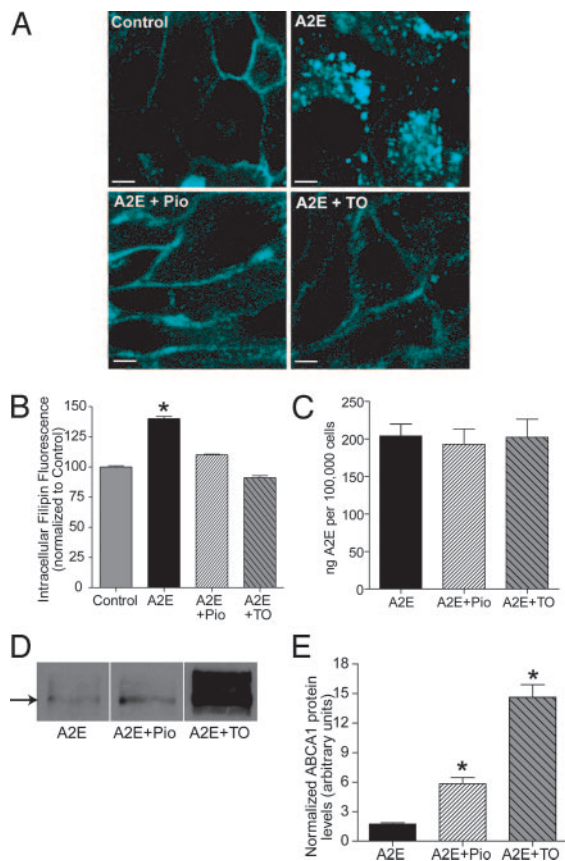 A
Control
A2E
A2E + Pio
A2E + TO
B
Intracellular Filipin Fluorescence
(normalized to Control)
150
125
100
75
50
25
0
*
Control
A2E
A2E
+Pio
A2E
+TO
C
ng A2E per 100,000 cells
250
200
150
100
50
0
A2E
A2E+Pio
A2E+TO
D
A2E
A2E+Pio
A2E+TO
E
Normalized ABCA1 protein
levels (arbitrary units)
18
15
12
9
6
3
0
*
*
A2E
A2E+Pio
A2E+TO